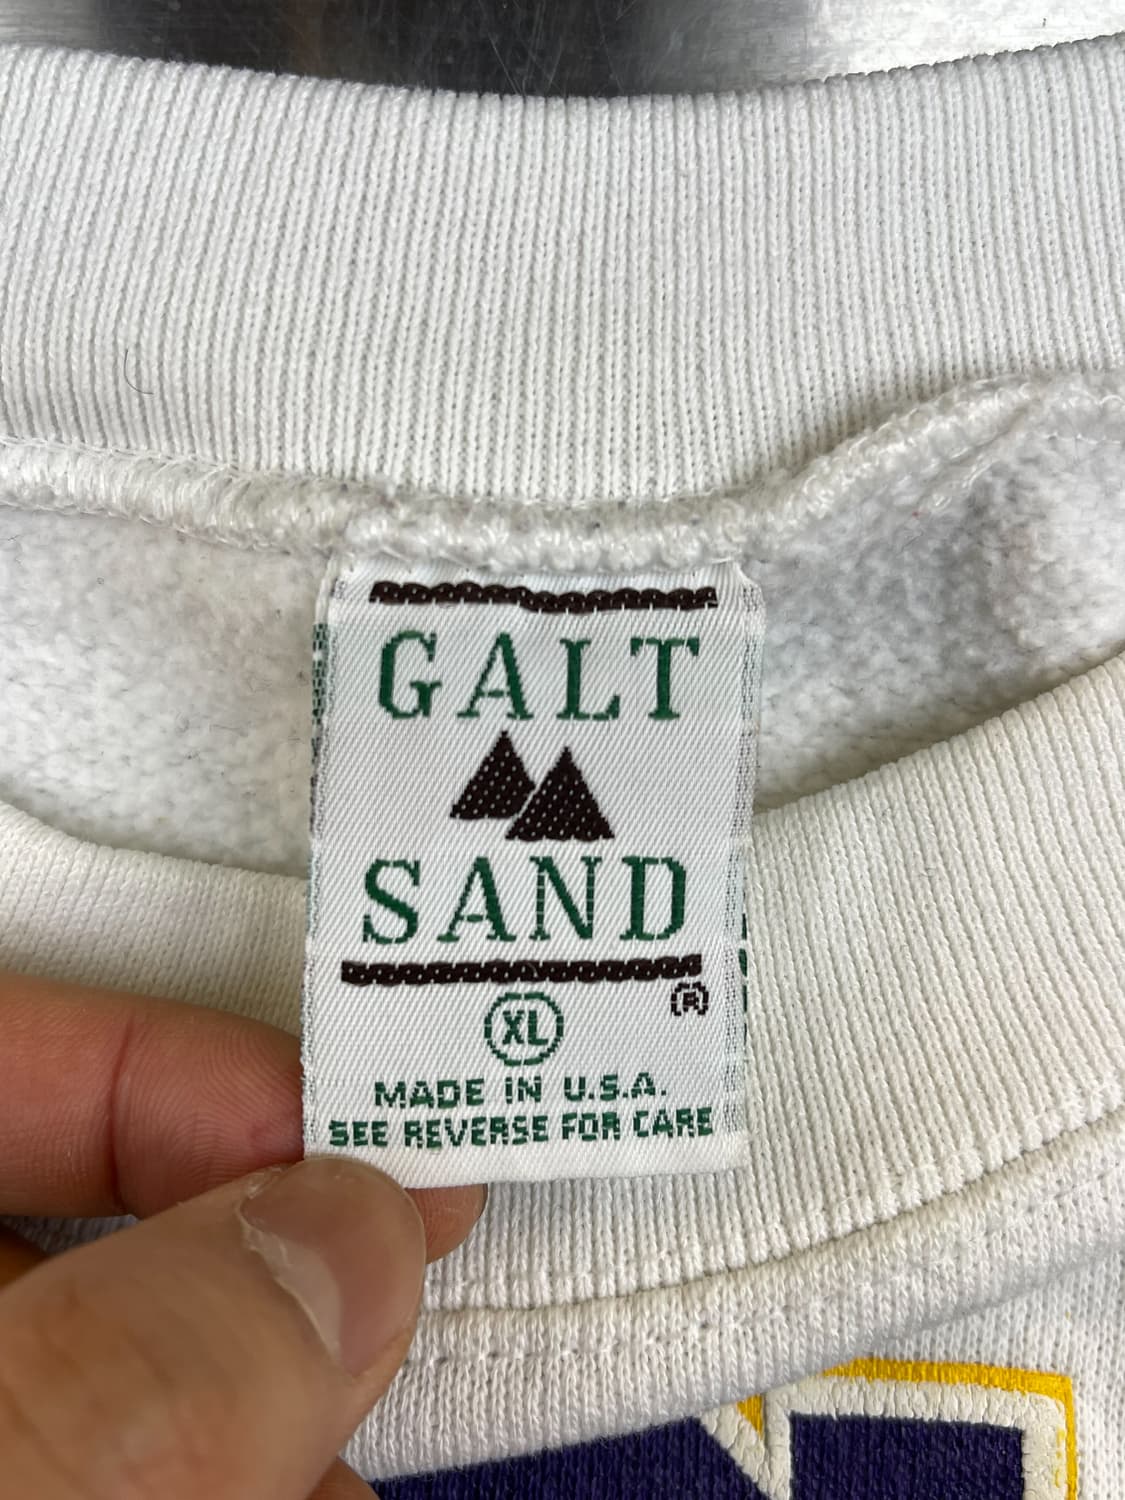 GALT
SAND
®
XL
MADE IN U.S.A.
SEE REVERSE FOR CARE